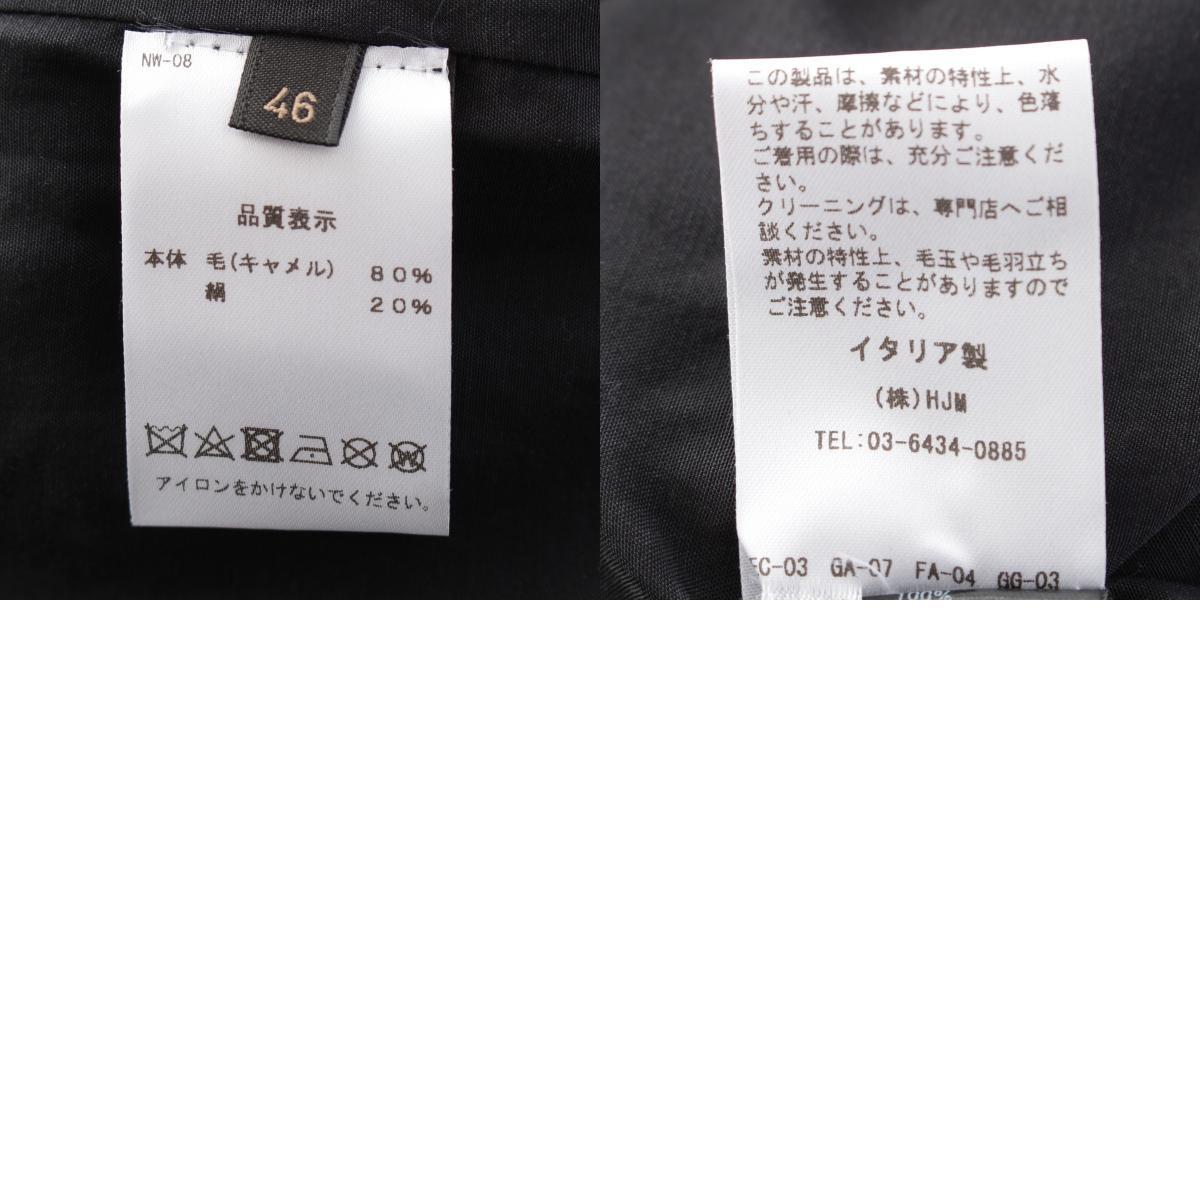 NW-08
46
品質表示
本体 毛(キャメル) 80%
絹 20%
アイロンをかけないでください。
この製品は、素材の特性上、水
分や汗、摩擦などにより、色落
ちすることがあります。
ご着用の際は、充分ご注意くだ
さい。
クリーニングは、専門店へご相
談ください。
素材の特性上、毛玉や毛羽立ち
が発生することがありますので
ご注意ください。
イタリア製
(株)HJM
TEL:03-6434-0885
FC-03 GA-07 FA-04 GG-03
100%